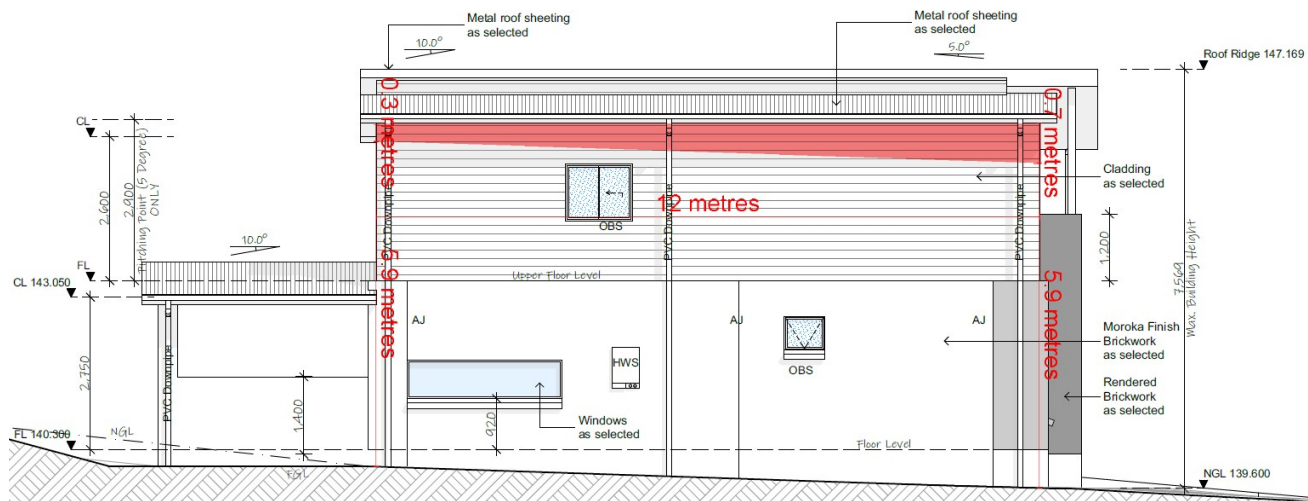 Metal roof sheeting
as selected
Metal roof sheeting
as selected
10.0°
5.0°
Roof Ridge 147.169
0.3 metres
0.7 metres
CL
2,600
2,900
Pitching Point (5 Degree)
ONLY
Cladding
as selected
12 metres
OBS
PVC Downpipe
PVC Downpipe
PVC Downpipe
1,200
7,569
Max. Building Height
10.0°
FL
Upper Floor Level
CL 143.050
5.9 metres
5.9 metres
AJ
AJ
AJ
Moroka Finish
Brickwork
as selected
HWS
OBS
Rendered
Brickwork
as selected
2,750
PVC Downpipe
1,400
920
Windows
as selected
NGL
FL 140.300
Floor Level
FGL
NGL 139.600